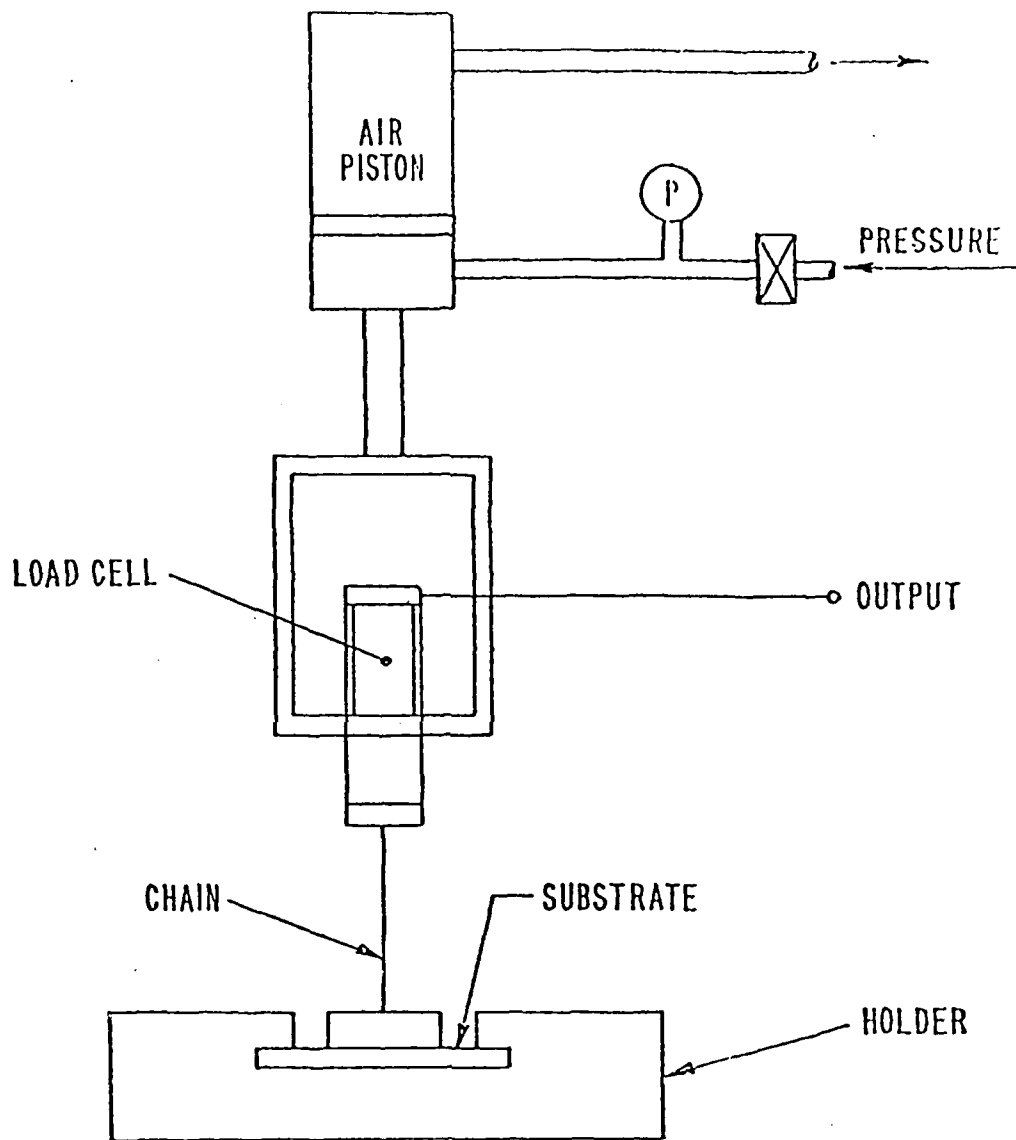 AIR
PISTON
P
PRESSURE
LOAD CELL
OUTPUT
CHAIN
SUBSTRATE
HOLDER